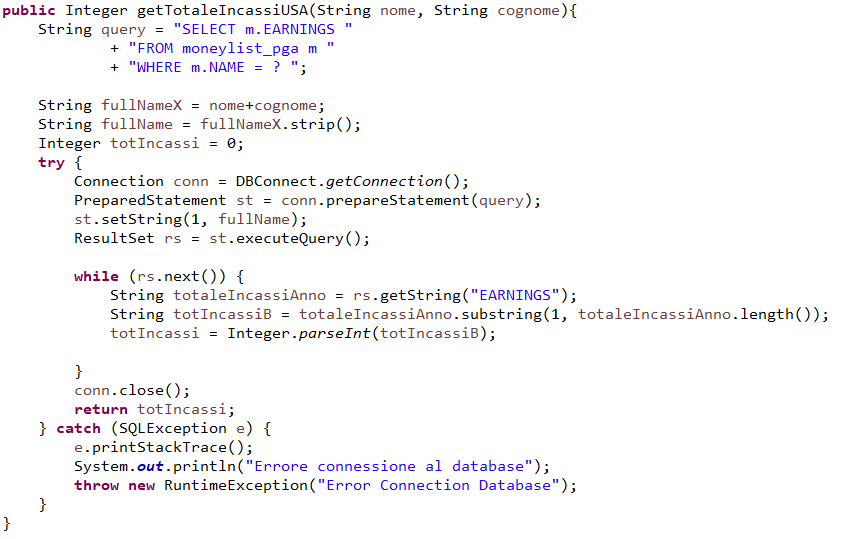 public Integer getTotaleIncassiUSA(String nome, String cognome){
    String query = "SELECT m.EARNINGS "
            + "FROM moneylist_pga m "
            + "WHERE m.NAME = ? ";

    String fullNameX = nome+cognome;
    String fullName = fullNameX.strip();
    Integer totIncassi = 0;
    try {
        Connection conn = DBConnect.getConnection();
        PreparedStatement st = conn.prepareStatement(query);
        st.setString(1, fullName);
        ResultSet rs = st.executeQuery();

        while (rs.next()) {
            String totaleIncassiAnno = rs.getString("EARNINGS");
            String totIncassiB = totaleIncassiAnno.substring(1, totaleIncassiAnno.length());
            totIncassi = Integer.parseInt(totIncassiB);

        }
        conn.close();
        return totIncassi;
    } catch (SQLException e) {
        e.printStackTrace();
        System.out.println("Errore connessione al database");
        throw new RuntimeException("Error Connection Database");
    }
}